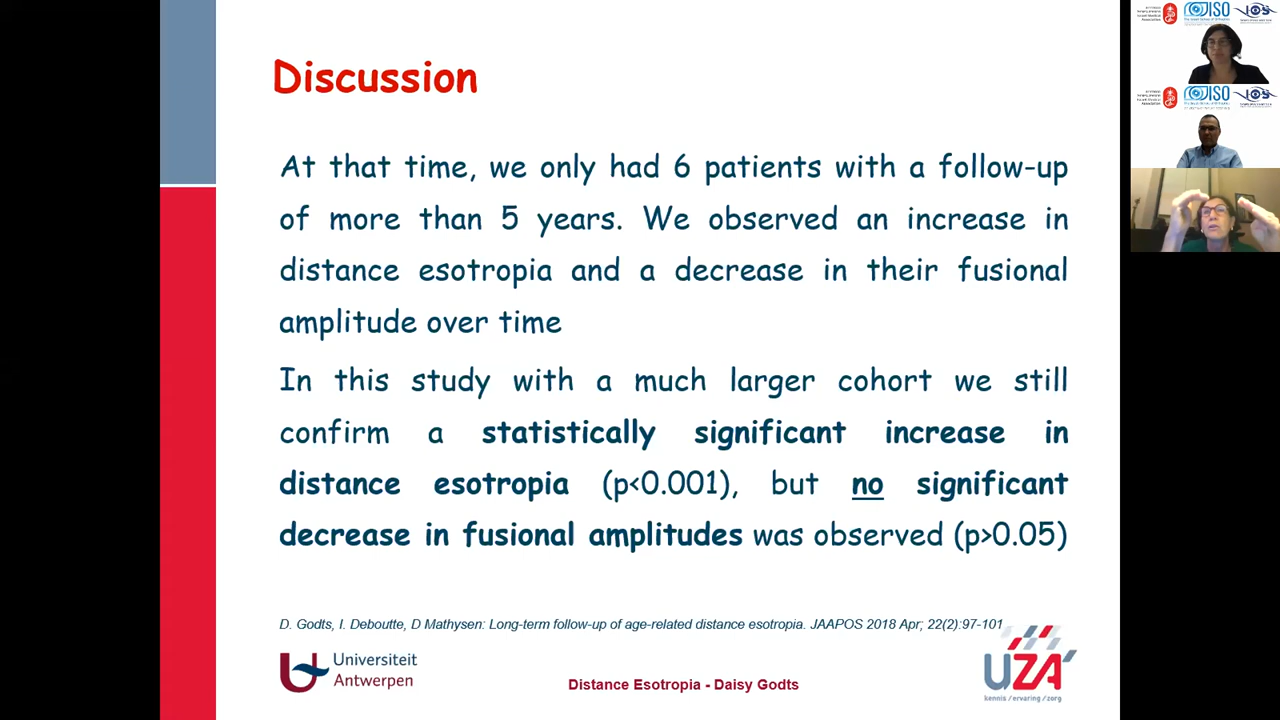 Discussion
At that time, we only had 6 patients with a follow-up
of more than 5 years. We observed an increase in
distance esotropia and a decrease in their fusional
amplitude over time
In this study with a much larger cohort we still
confirm a statistically significant increase in
distance esotropia (p<0.001), but no significant
decrease in fusional amplitudes was observed (p>0.05)
D. Godts, I. Deboutte, D Mathysen: Long-term follow-up of age-related distance esotropia. JAAPOS 2018 Apr; 22(2):97-101
Universiteit
Antwerpen
Distance Esotropia - Daisy Godts
UZA
kennis / ervaring / zorg
ISO
IOS
ISO
IOS